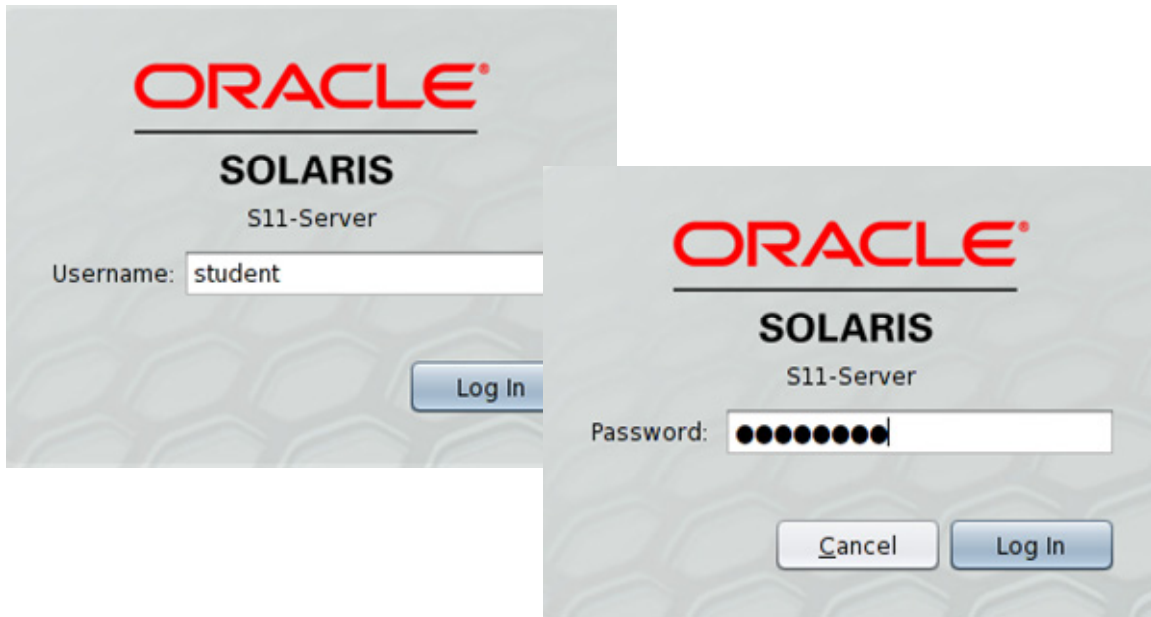 ORACLE®
SOLARIS
S11-Server
Username: student
Log In
ORACLE®
SOLARIS
S11-Server
Password: ●●●●●●●●
Cancel Log In